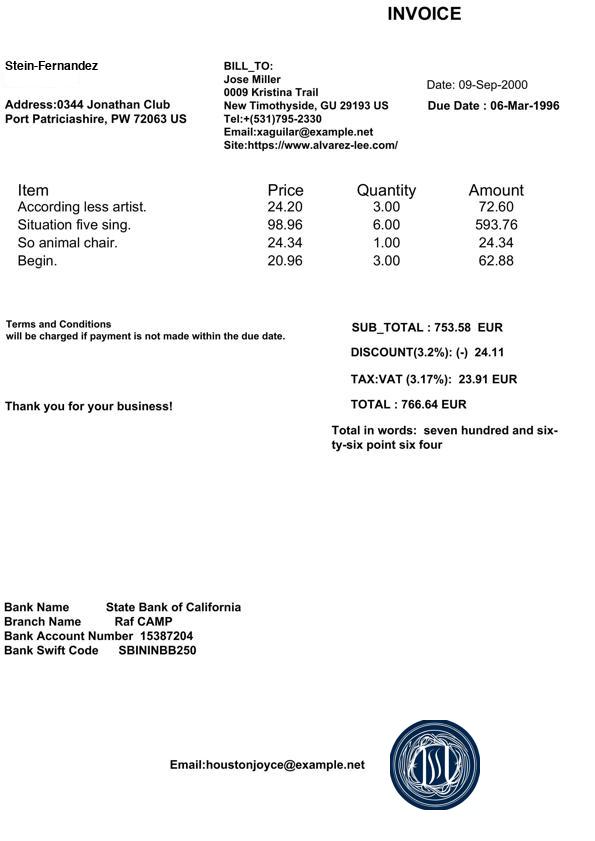 INVOICE
Stein-Fernandez
Address:0344 Jonathan Club
Port Patriciashire, PW 72063 US
BILL_TO:
Jose Miller
0009 Kristina Trail
New Timothyside, GU 29193 US
Tel:+(531)795-2330
Email:xaguilar@example.net
Site:https://www.alvarez-lee.com/
Date: 09-Sep-2000
Due Date : 06-Mar-1996
Item Price Quantity Amount
According less artist. 24.20 3.00 72.60
Situation five sing. 98.96 6.00 593.76
So animal chair. 24.34 1.00 24.34
Begin. 20.96 3.00 62.88
Terms and Conditions
will be charged if payment is not made within the due date.
Thank you for your business!
SUB_TOTAL : 753.58 EUR
DISCOUNT(3.2%): (-) 24.11
TAX:VAT (3.17%): 23.91 EUR
TOTAL : 766.64 EUR
Total in words: seven hundred and six-
ty-six point six four
Bank Name State Bank of California
Branch Name Raf CAMP
Bank Account Number 15387204
Bank Swift Code SBININBB250
Email:houstonjoyce@example.net